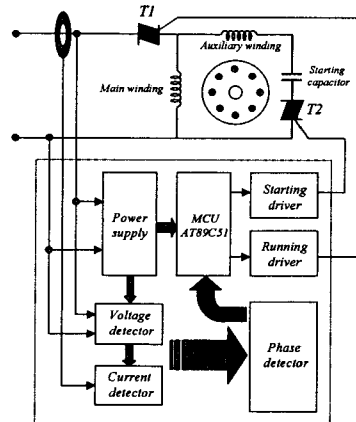 T1
Auxiliary winding
Main winding
Starting
capacitor
T2
Power
supply
MCU
AT89C51
Starting
driver
Running
driver
Voltage
detector
Phase
detector
Current
detector